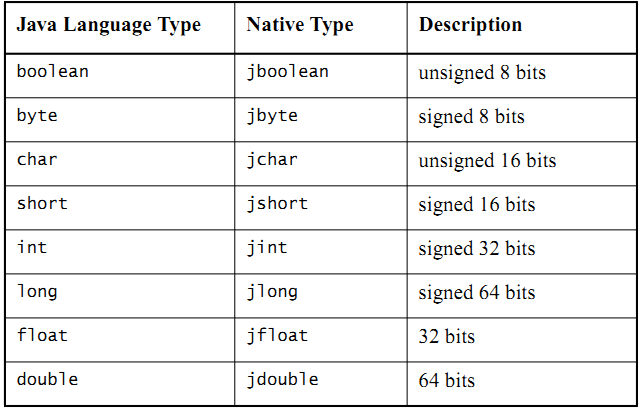 Java Language Type Native Type Description
boolean jboolean unsigned 8 bits
byte jbyte signed 8 bits
char jchar unsigned 16 bits
short jshort signed 16 bits
int jint signed 32 bits
long jlong signed 64 bits
float jfloat 32 bits
double jdouble 64 bits